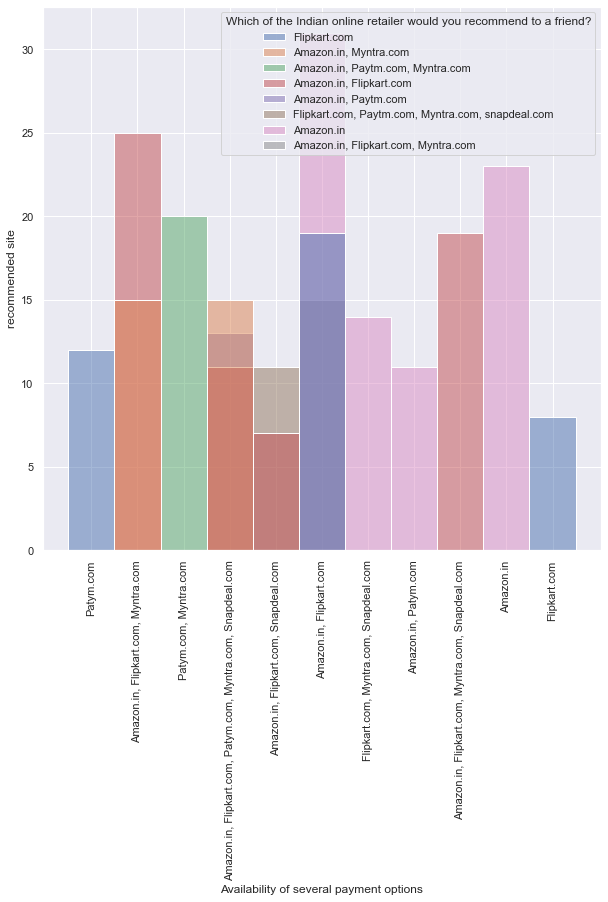 Which of the Indian online retailer would you recommend to a friend?
Flipkart.com
Amazon.in, Myntra.com
Amazon.in, Paytm.com, Myntra.com
Amazon.in, Flipkart.com
Amazon.in, Paytm.com
Flipkart.com, Paytm.com, Myntra.com, snapdeal.com
Amazon.in
Amazon.in, Flipkart.com, Myntra.com
recommended site
30
25
20
15
10
5
0
Patym.com
Amazon.in, Flipkart.com, Myntra.com
Patym.com, Myntra.com
Amazon.in, Flipkart.com, Patym.com, Myntra.com, Snapdeal.com
Amazon.in, Flipkart.com, Snapdeal.com
Amazon.in, Flipkart.com
Flipkart.com, Myntra.com, Snapdeal.com
Amazon.in, Patym.com
Amazon.in, Flipkart.com, Myntra.com, Snapdeal.com
Amazon.in
Flipkart.com
Availability of several payment options